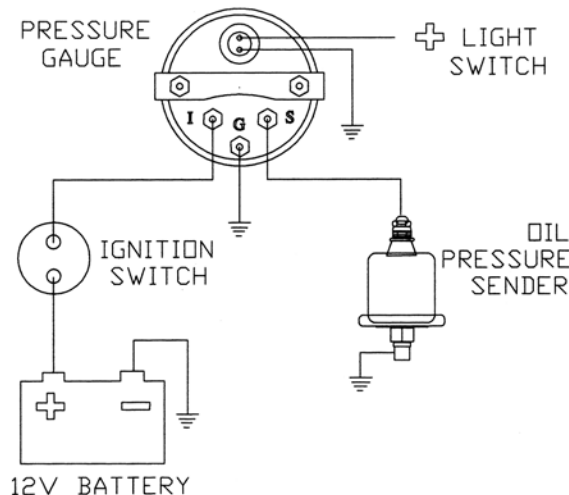 PRESSURE
GAUGE
+ LIGHT
SWITCH
I G S
IGNITION
SWITCH
OIL
PRESSURE
SENDER
+ -
12V BATTERY